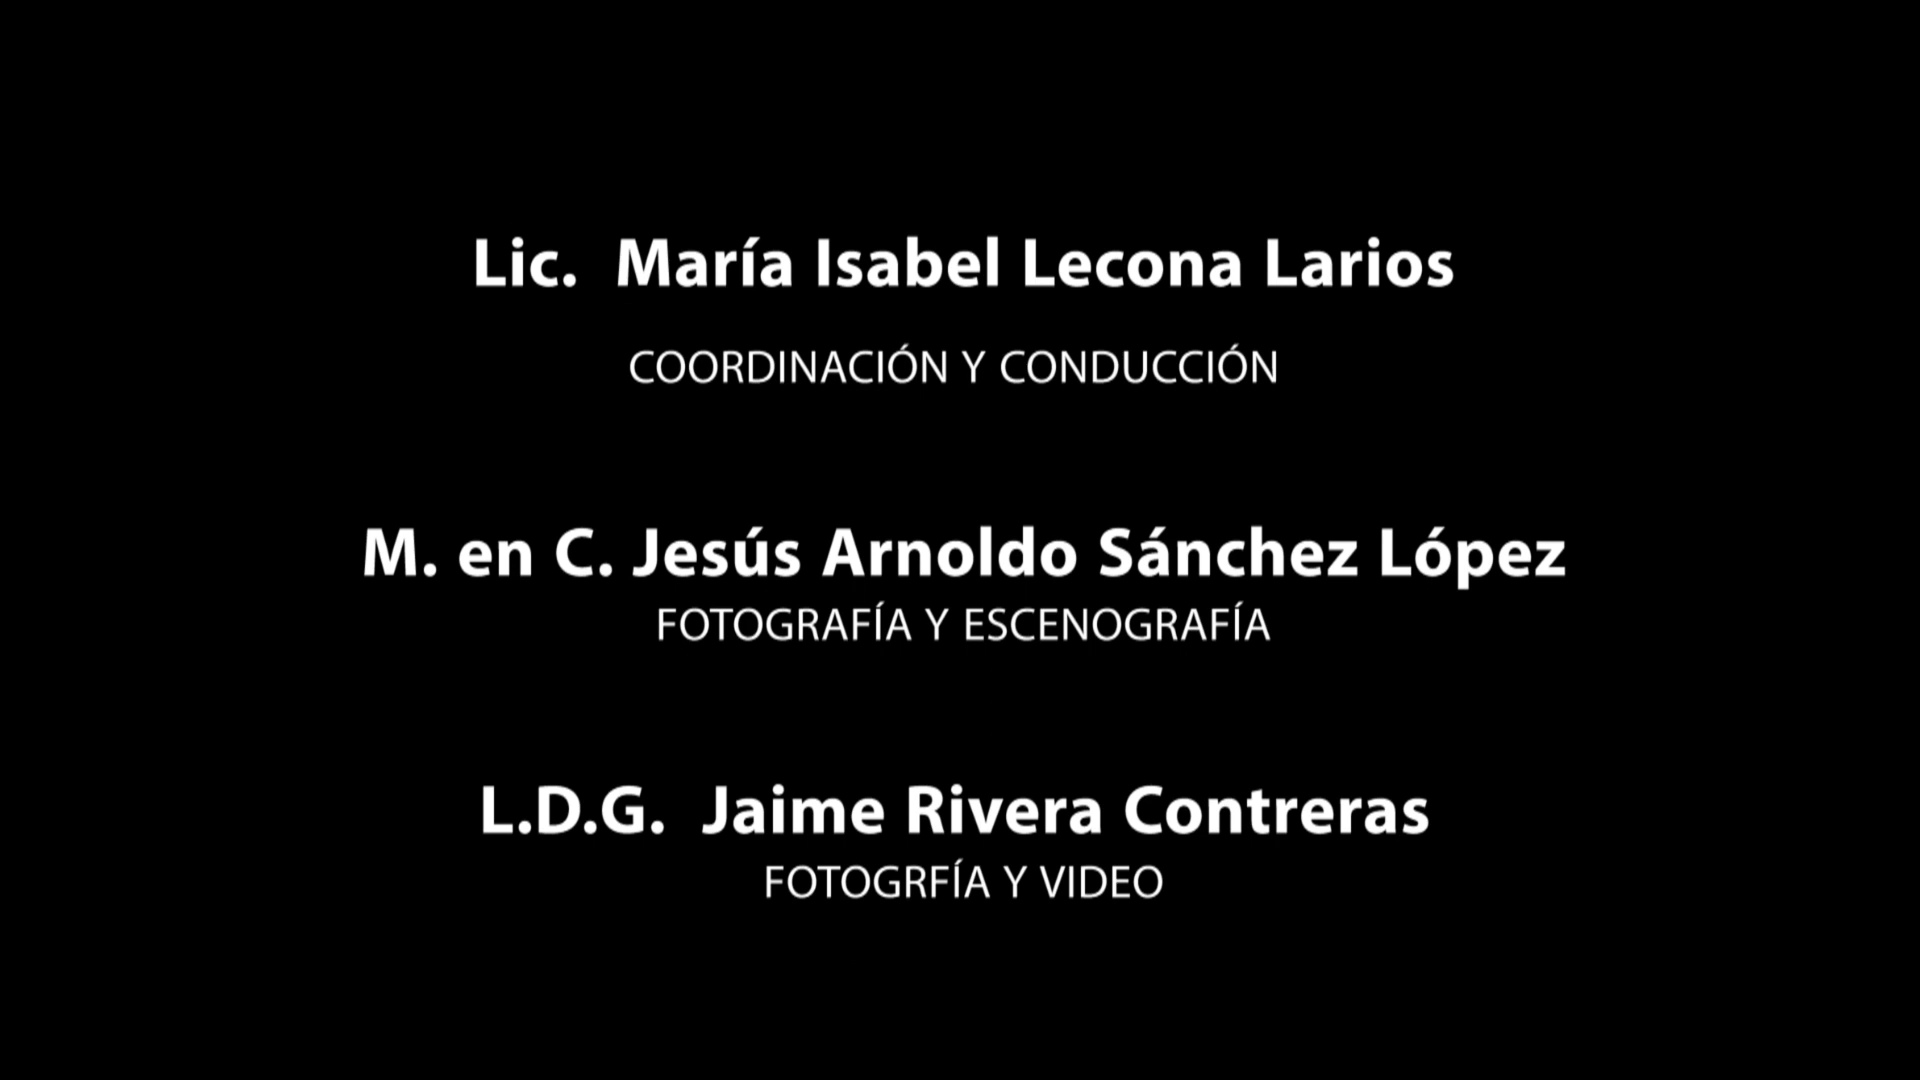 Lic. María Isabel Lecona Larios
COORDINACIÓN Y CONDUCCIÓN
M. en C. Jesús Arnoldo Sánchez López
FOTOGRAFÍA Y ESCENOGRAFÍA
L.D.G. Jaime Rivera Contreras
FOTOGRFÍA Y VIDEO